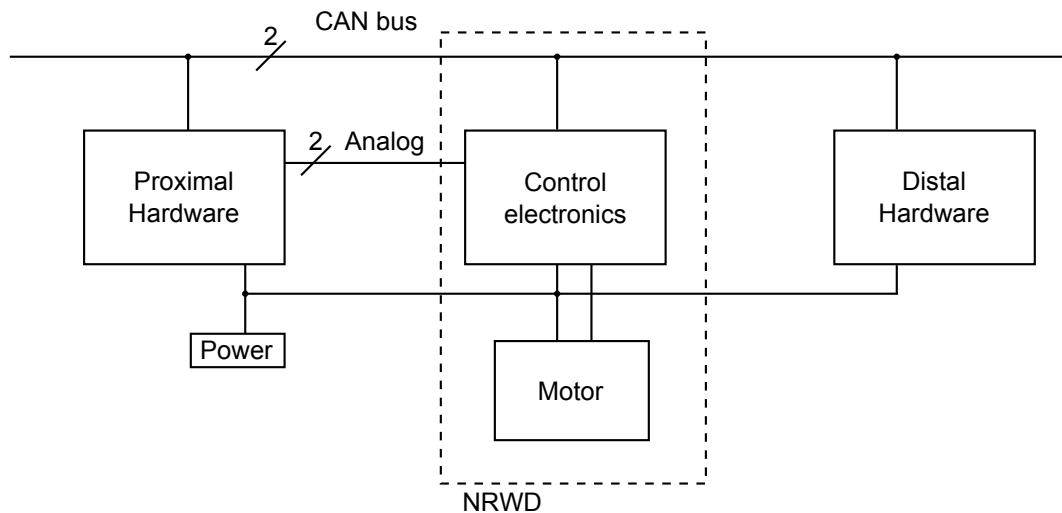 CAN bus
2
2
Analog
Proximal
Hardware
Control
electronics
Distal
Hardware
Power
Motor
NRWD